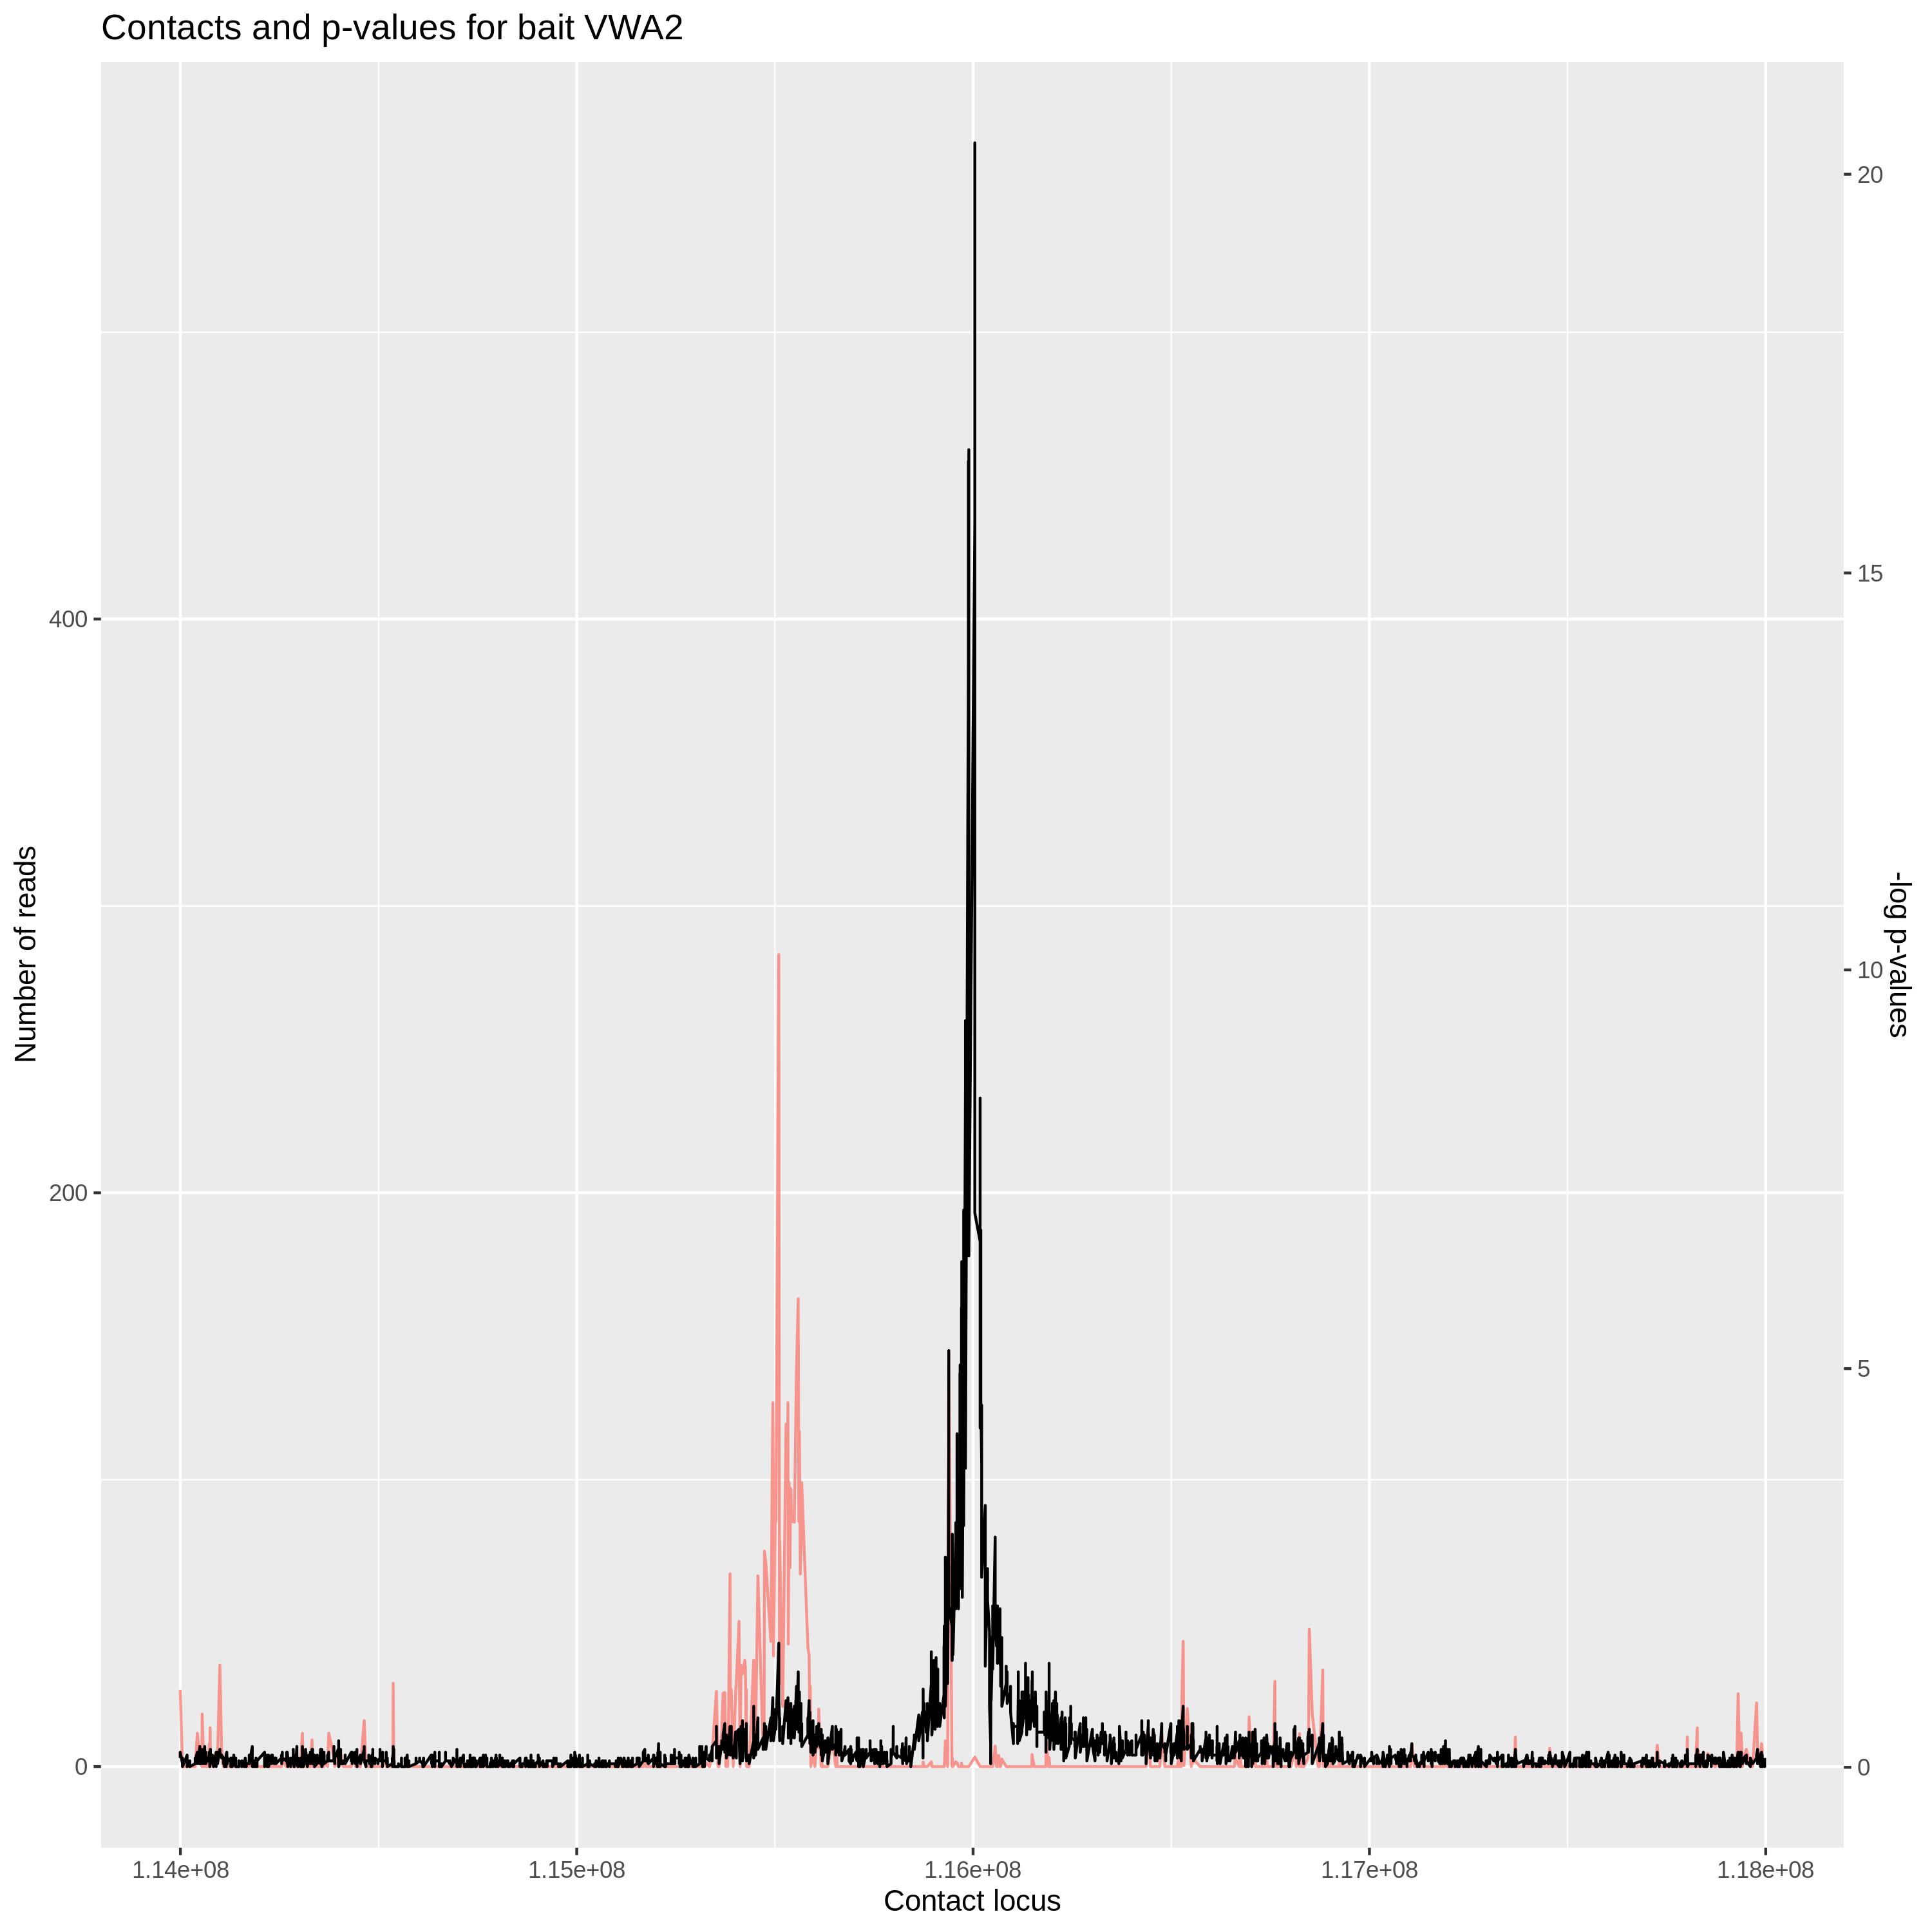 Contacts and p-values for bait VWA2
Number of reads
400
200
0
20
15
10
5
0
-log p-values
1.14e+08
1.15e+08
1.16e+08
1.17e+08
1.18e+08
Contact locus